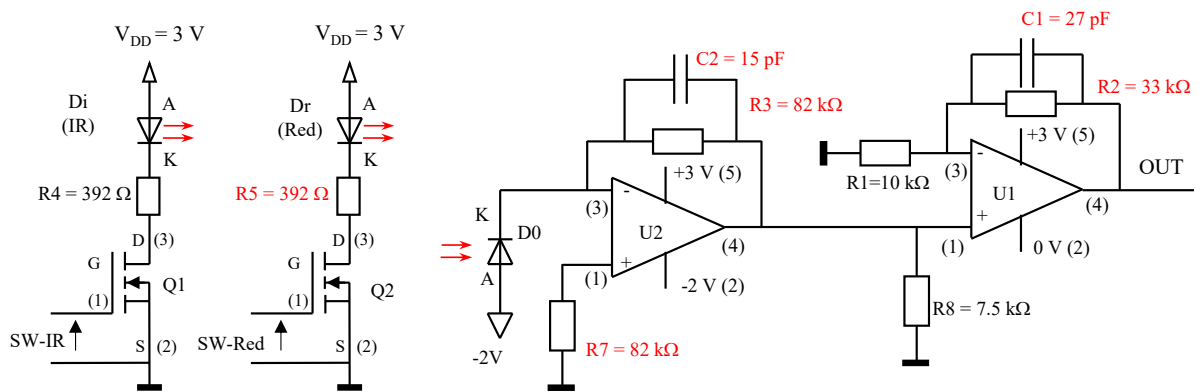 V_DD = 3 V
Di
(IR)
A
K
R4 = 392 Ω
D
(3)
G
(1)
Q1
SW-IR
S
(2)
V_DD = 3 V
Dr
(Red)
A
K
R5 = 392 Ω
D
(3)
G
(1)
Q2
SW-Red
S
(2)
C2 = 15 pF
R3 = 82 kΩ
+3 V (5)
K
D0
A
-2V
(3)
-
U2
+
(1)
(4)
-2 V (2)
R7 = 82 kΩ
C1 = 27 pF
R2 = 33 kΩ
+3 V (5)
R1=10 kΩ
(3)
-
U1
+
(1)
(4)
OUT
0 V (2)
R8 = 7.5 kΩ